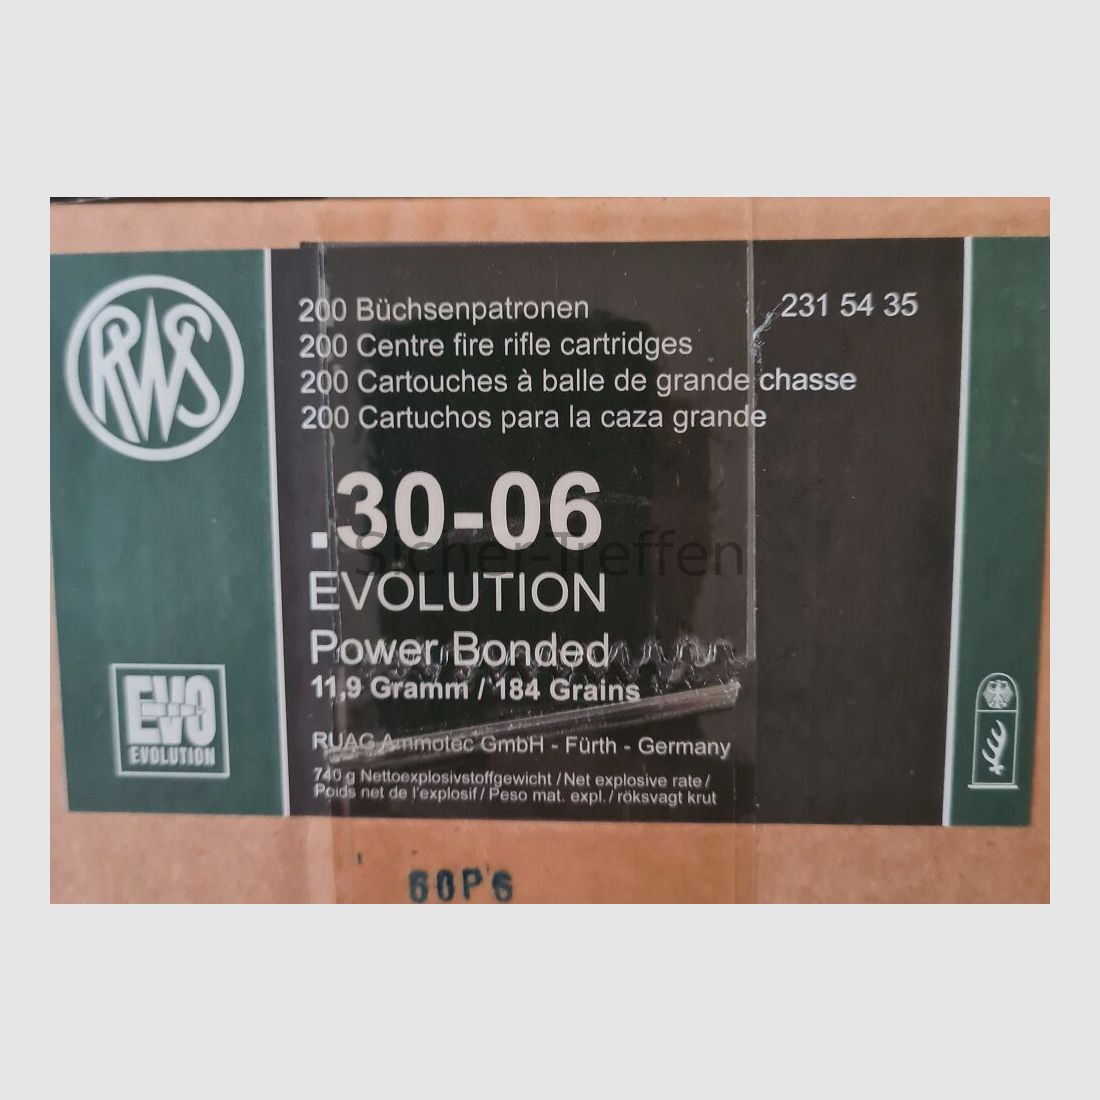 RWS
200 Büchsenpatronen
231 54 35
200 Centre fire rifle cartridges
200 Cartouches à balle de grande chasse
200 Cartuchos para la caza grande
.30-06
Sicher-Treffen
EVOLUTION
Power Bonded
11,9 Gramm / 184 Grains
EVO
EVOLUTION
RUAG Ammotec GmbH - Fürth - Germany
740 g Nettoexplosivstoffgewicht / Net explosive rate /
Poids net de l'explosif / Peso mat. expl. / röksvagt krut
60P6